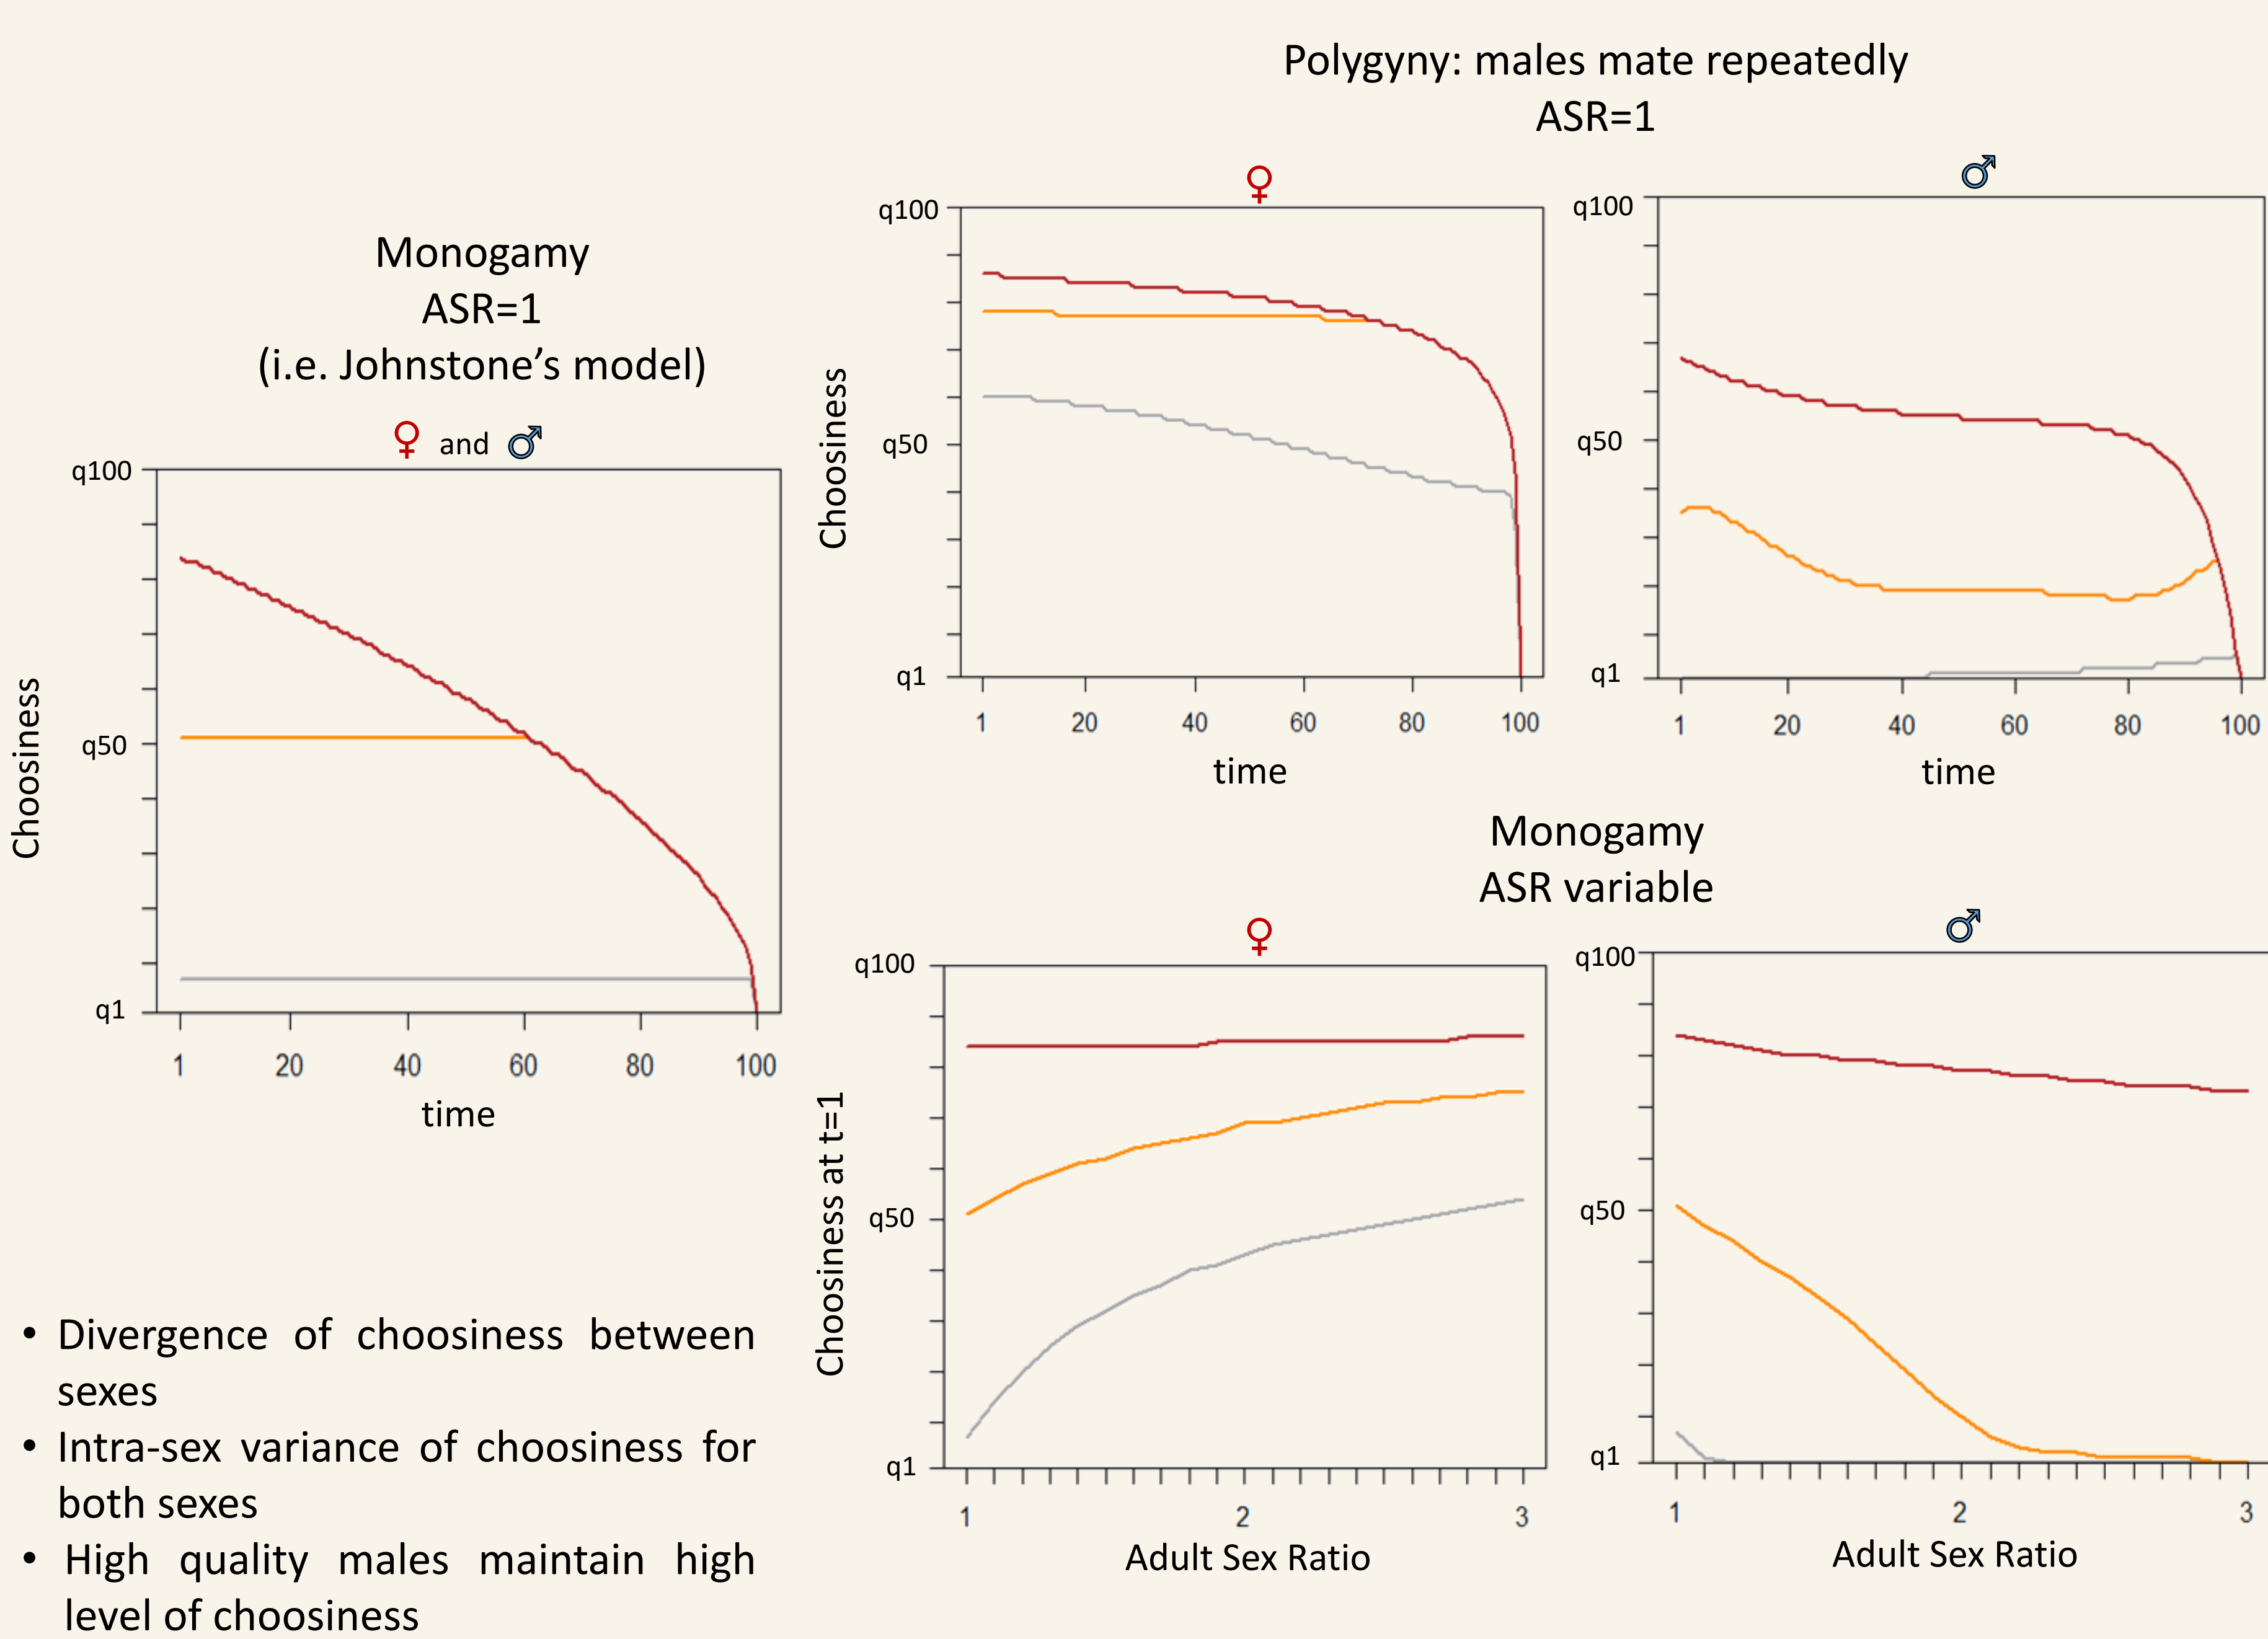 Monogamy
ASR=1
(i.e. Johnstone’s model)
♀ and ♂
q100
q50
q1
Choosiness
1 20 40 60 80 100
time
Polygyny: males mate repeatedly
ASR=1
♀
q100
q50
q1
Choosiness
1 20 40 60 80 100
time
♂
q100
q50
q1
1 20 40 60 80 100
time
Monogamy
ASR variable
♀
q100
q50
q1
Choosiness at t=1
1 2 3
Adult Sex Ratio
♂
q100
q50
q1
1 2 3
Adult Sex Ratio
• Divergence of choosiness between
sexes
• Intra-sex variance of choosiness for
both sexes
• High quality males maintain high
level of choosiness